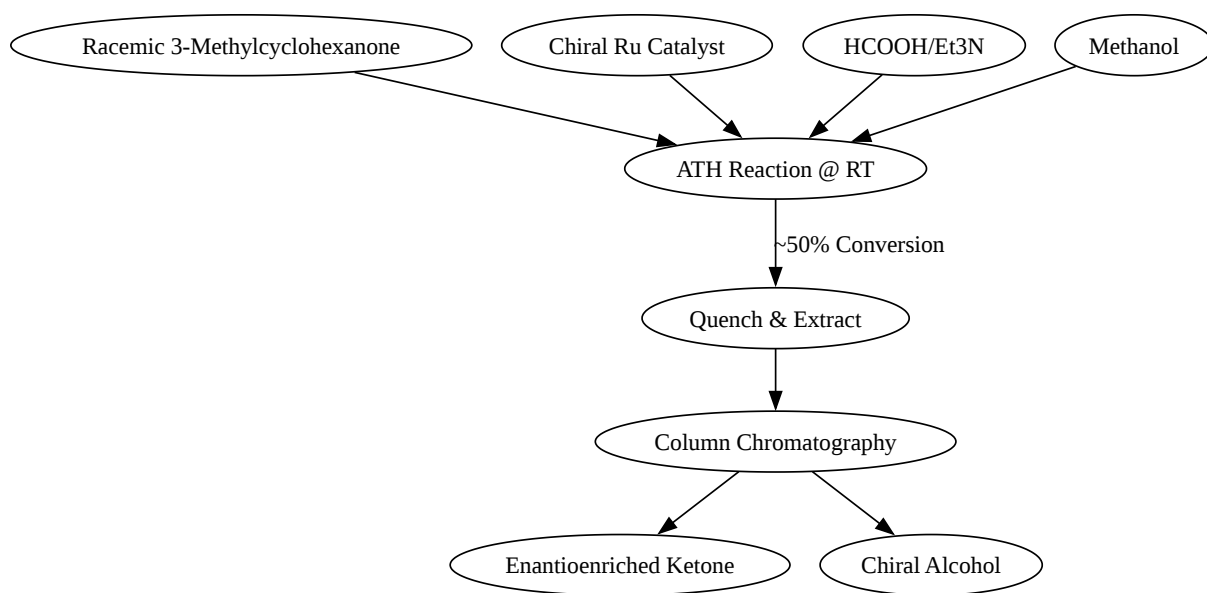 Racemic 3-Methylcyclohexanone
Chiral Ru Catalyst
HCOOH/Et3N
Methanol
ATH Reaction @ RT
~50% Conversion
Quench & Extract
Column Chromatography
Enantioenriched Ketone
Chiral Alcohol